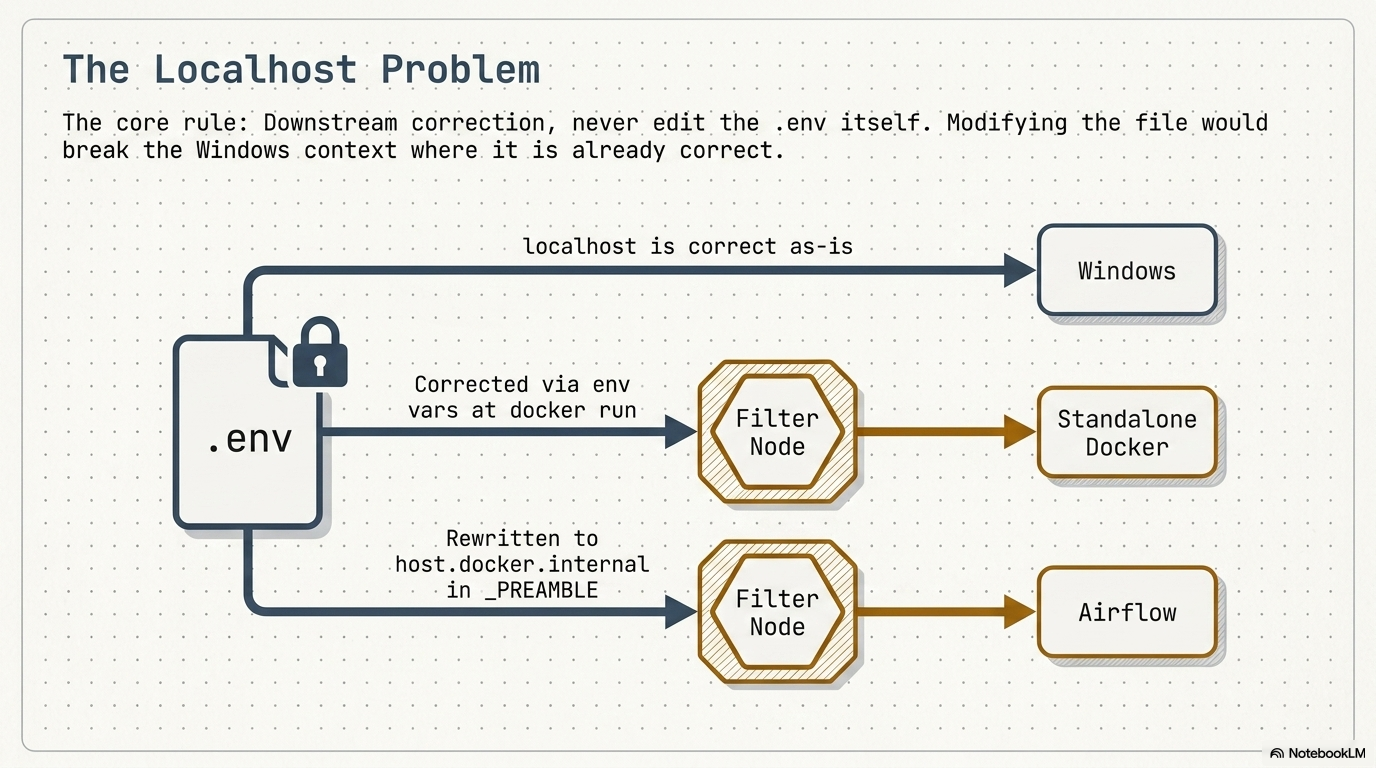 The Localhost Problem
The core rule: Downstream correction, never edit the .env itself. Modifying the file would
break the Windows context where it is already correct.
localhost is correct as-is
Windows
.env
Corrected via env
vars at docker run
Filter
Node
Standalone
Docker
Rewritten to
host.docker.internal
in _PREAMBLE
Filter
Node
Airflow
NotebookLM